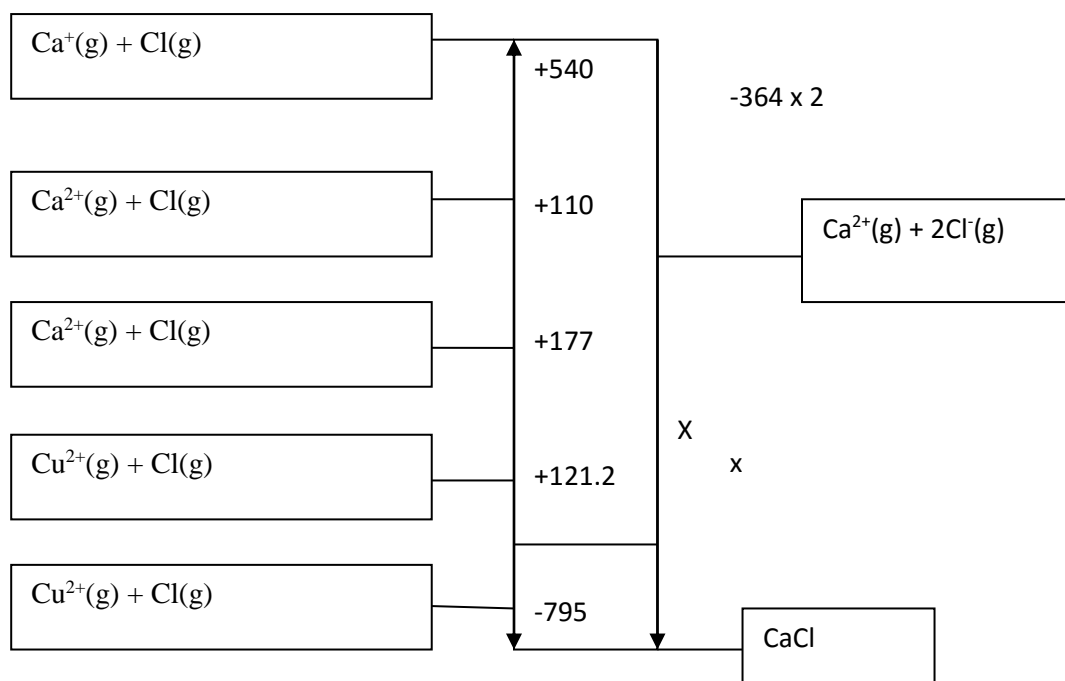 Ca⁺(g) + Cl(g)
+540
-364 x 2
Ca²⁺(g) + Cl(g)
+110
Ca²⁺(g) + 2Cl⁻(g)
Ca²⁺(g) + Cl(g)
+177
X
x
Cu²⁺(g) + Cl(g)
+121.2
Cu²⁺(g) + Cl(g)
-795
CaCl